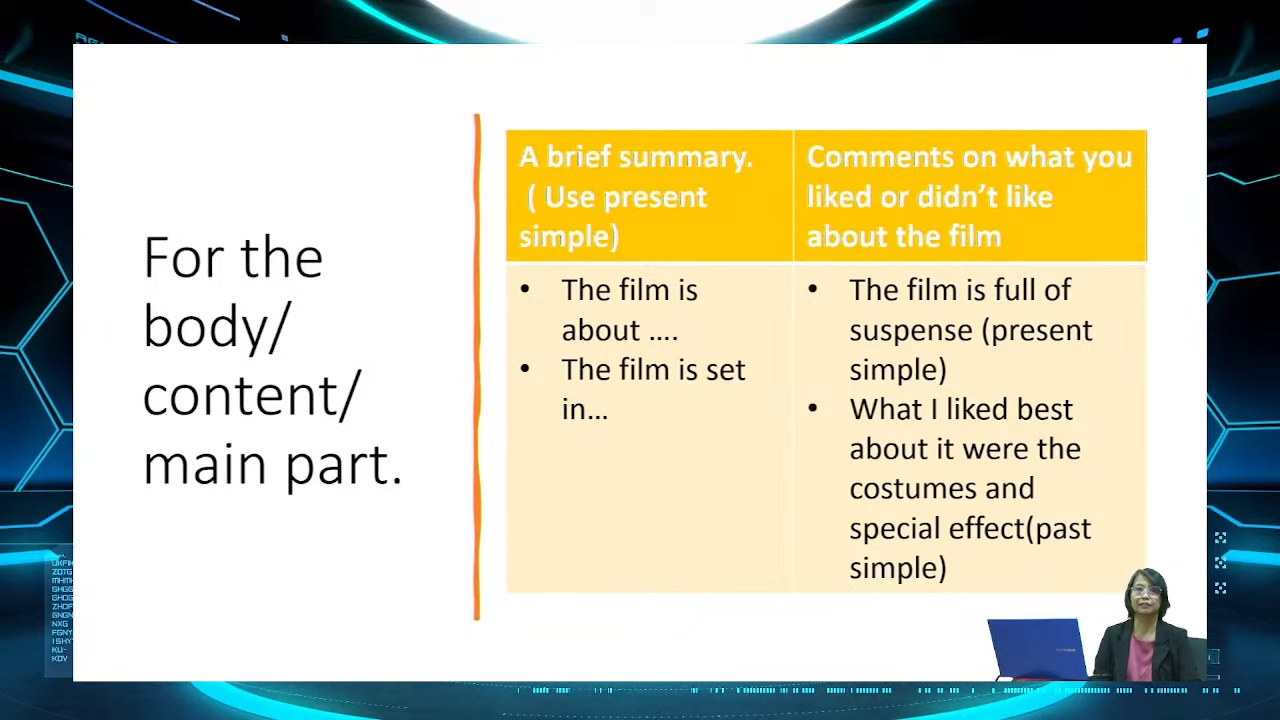 For the
body/
content/
main part.
A brief summary.
( Use present
simple)
Comments on what you
liked or didn’t like
about the film
• The film is
about ....
• The film is set
in...
• The film is full of
suspense (present
simple)
• What I liked best
about it were the
costumes and
special effect(past
simple)